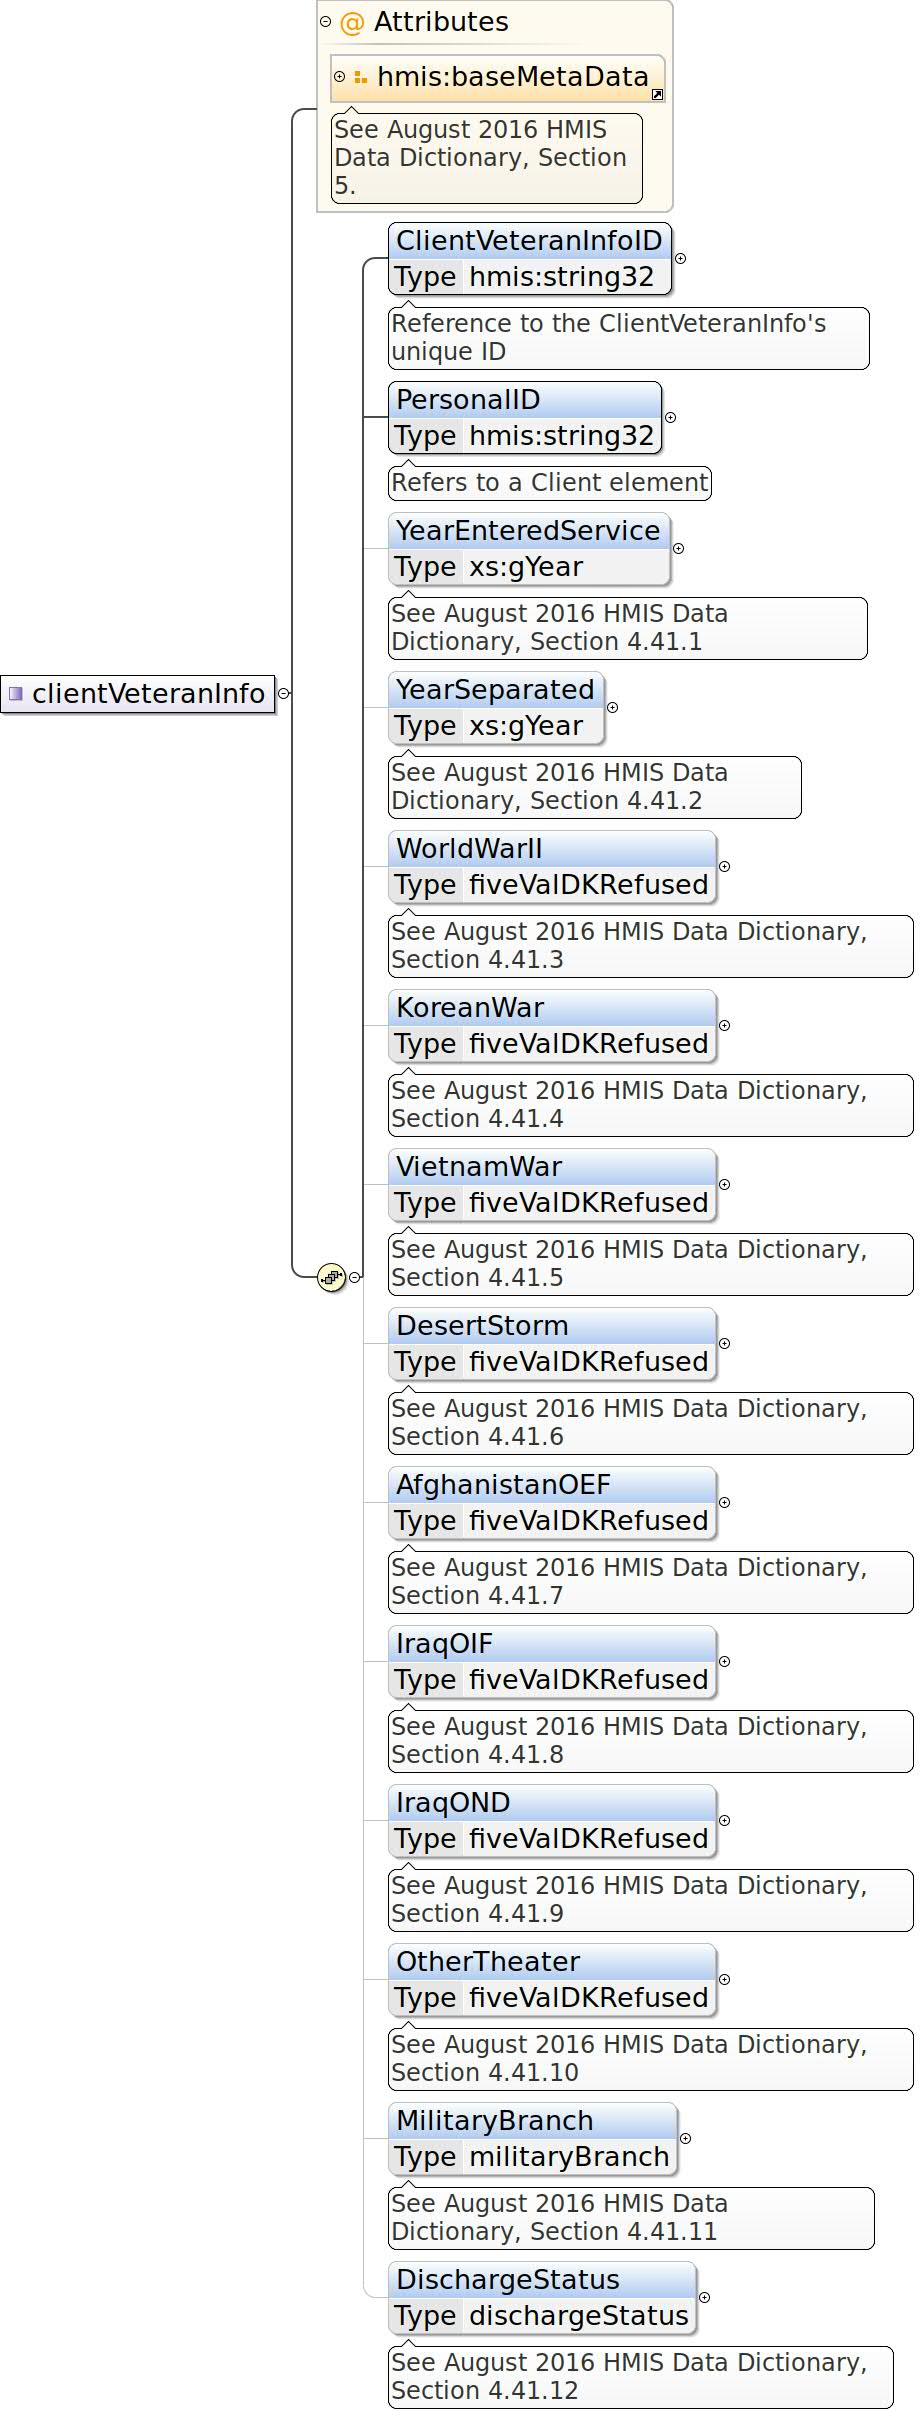 @ Attributes
hmis:baseMetaData
See August 2016 HMIS
Data Dictionary, Section
5.
ClientVeteranInfoID
Type hmis:string32
Reference to the ClientVeteranInfo's
unique ID
PersonalID
Type hmis:string32
Refers to a Client element
YearEnteredService
Type xs:gYear
See August 2016 HMIS Data
Dictionary, Section 4.41.1
clientVeteranInfo
YearSeparated
Type xs:gYear
See August 2016 HMIS Data
Dictionary, Section 4.41.2
WorldWarII
Type fiveValDKRefused
See August 2016 HMIS Data Dictionary,
Section 4.41.3
KoreanWar
Type fiveValDKRefused
See August 2016 HMIS Data Dictionary,
Section 4.41.4
VietnamWar
Type fiveValDKRefused
See August 2016 HMIS Data Dictionary,
Section 4.41.5
DesertStorm
Type fiveValDKRefused
See August 2016 HMIS Data Dictionary,
Section 4.41.6
AfghanistanOEF
Type fiveValDKRefused
See August 2016 HMIS Data Dictionary,
Section 4.41.7
IraqOIF
Type fiveValDKRefused
See August 2016 HMIS Data Dictionary,
Section 4.41.8
IraqOND
Type fiveValDKRefused
See August 2016 HMIS Data Dictionary,
Section 4.41.9
OtherTheater
Type fiveValDKRefused
See August 2016 HMIS Data Dictionary,
Section 4.41.10
MilitaryBranch
Type militaryBranch
See August 2016 HMIS Data
Dictionary, Section 4.41.11
DischargeStatus
Type dischargeStatus
See August 2016 HMIS Data Dictionary,
Section 4.41.12